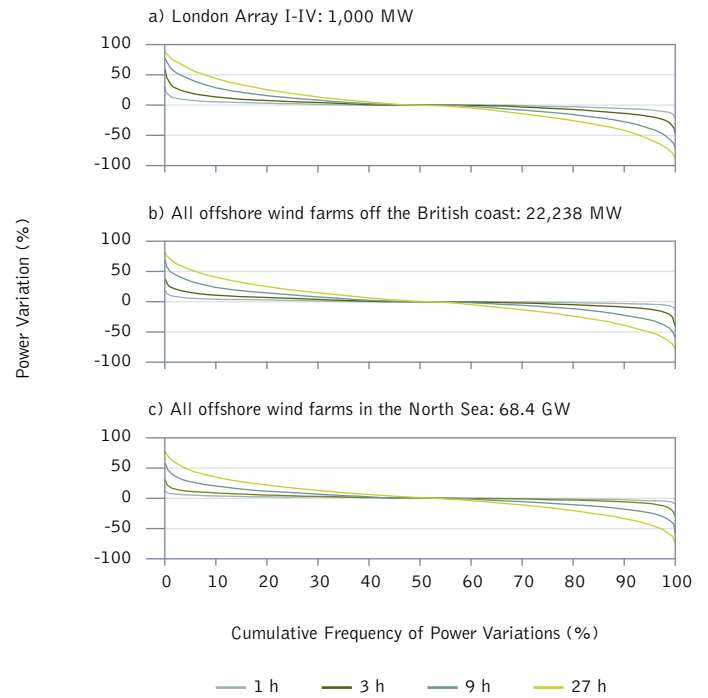 a) London Array I-IV: 1,000 MW
100
50
0
-50
-100
b) All offshore wind farms off the British coast: 22,238 MW
100
50
0
-50
-100
Power Variation (%)
c) All offshore wind farms in the North Sea: 68.4 GW
100
50
0
-50
-100
0 10 20 30 40 50 60 70 80 90 100
Cumulative Frequency of Power Variations (%)
1 h 3 h 9 h 27 h